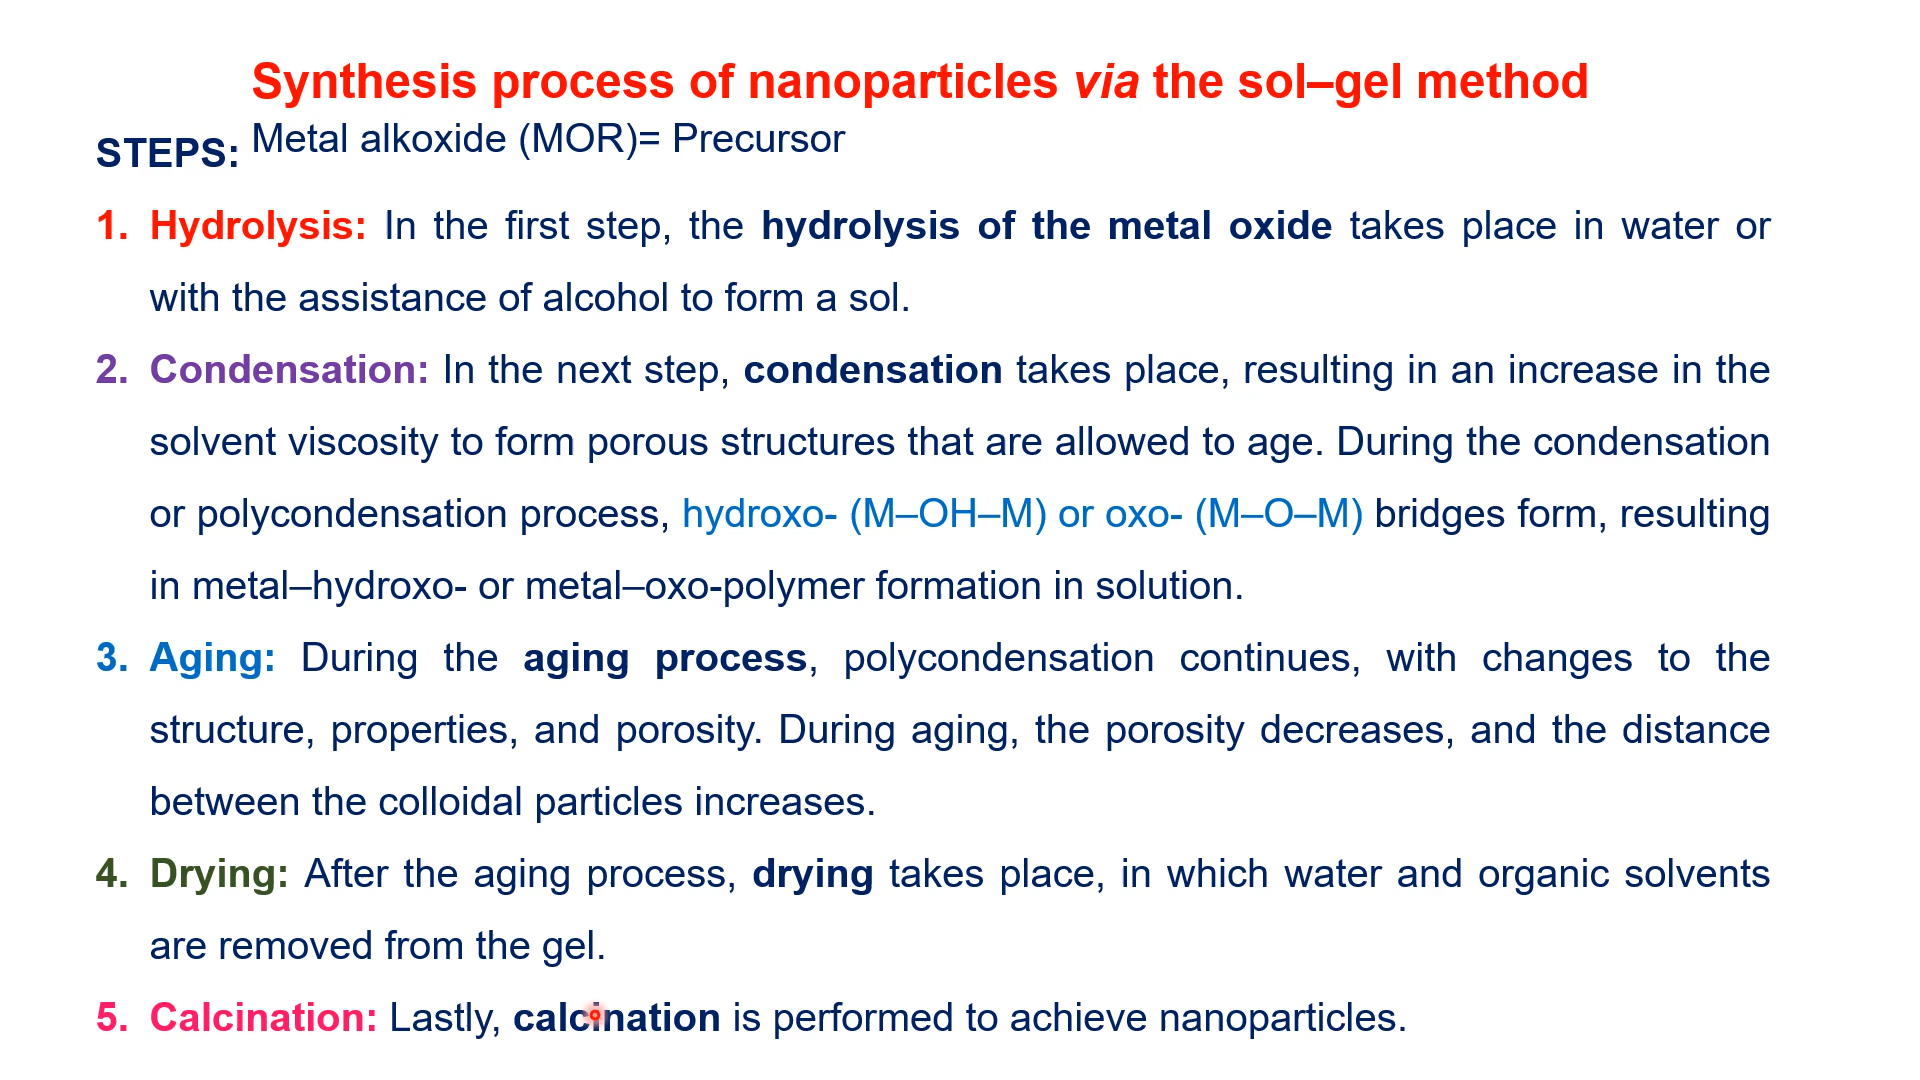 Synthesis process of nanoparticles via the sol–gel method
STEPS: Metal alkoxide (MOR)= Precursor
1. Hydrolysis: In the first step, the hydrolysis of the metal oxide takes place in water or
with the assistance of alcohol to form a sol.
2. Condensation: In the next step, condensation takes place, resulting in an increase in the
solvent viscosity to form porous structures that are allowed to age. During the condensation
or polycondensation process, hydroxo- (M–OH–M) or oxo- (M–O–M) bridges form, resulting
in metal–hydroxo- or metal–oxo-polymer formation in solution.
3. Aging: During the aging process, polycondensation continues, with changes to the
structure, properties, and porosity. During aging, the porosity decreases, and the distance
between the colloidal particles increases.
4. Drying: After the aging process, drying takes place, in which water and organic solvents
are removed from the gel.
5. Calcination: Lastly, calcination is performed to achieve nanoparticles.